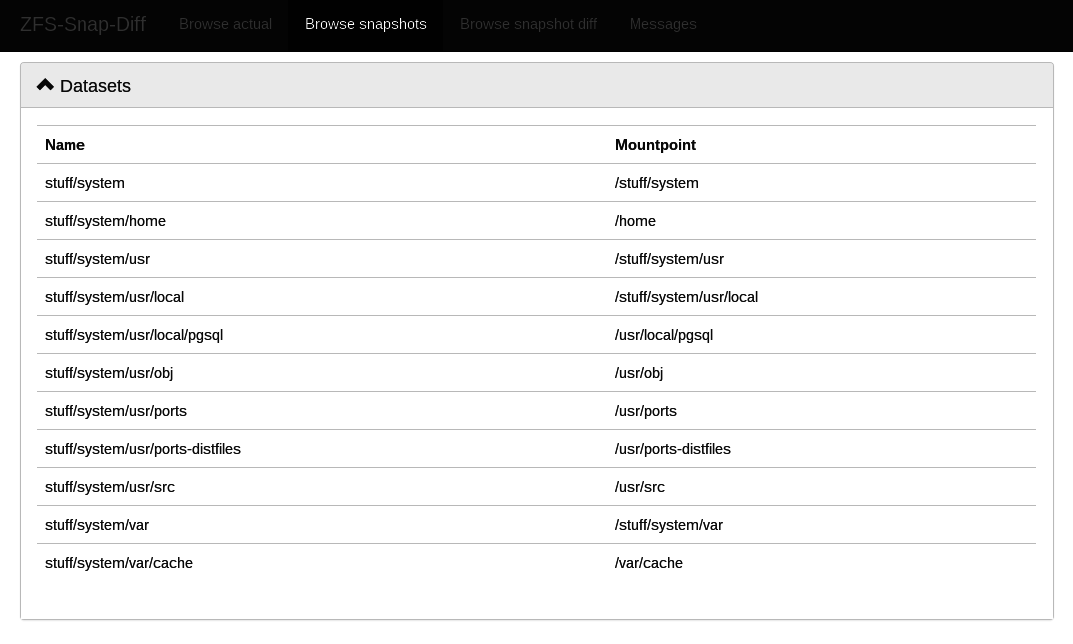 ZFS-Snap-Diff Browse actual Browse snapshots Browse snapshot diff Messages
Datasets
Name Mountpoint
stuff/system /stuff/system
stuff/system/home /home
stuff/system/usr /stuff/system/usr
stuff/system/usr/local /stuff/system/usr/local
stuff/system/usr/local/pgsql /usr/local/pgsql
stuff/system/usr/obj /usr/obj
stuff/system/usr/ports /usr/ports
stuff/system/usr/ports-distfiles /usr/ports-distfiles
stuff/system/usr/src /usr/src
stuff/system/var /stuff/system/var
stuff/system/var/cache /var/cache